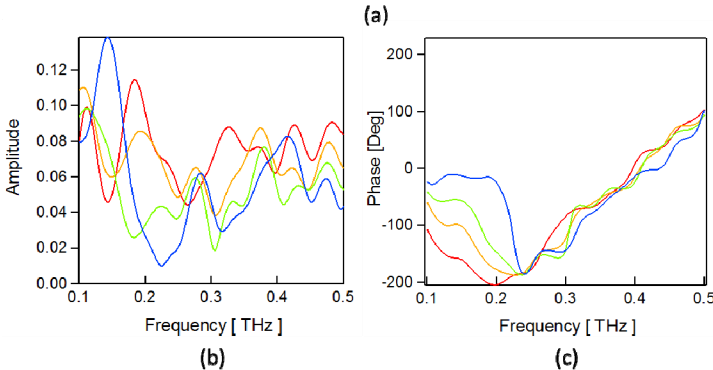 (a)
0.12
0.10
0.08
0.06
0.04
0.02
0.00
Amplitude
0.1 0.2 0.3 0.4 0.5
Frequency [ THz ]
(b)
200
100
0
-100
-200
Phase [Deg]
0.1 0.2 0.3 0.4 0.5
Frequency [ THz ]
(c)